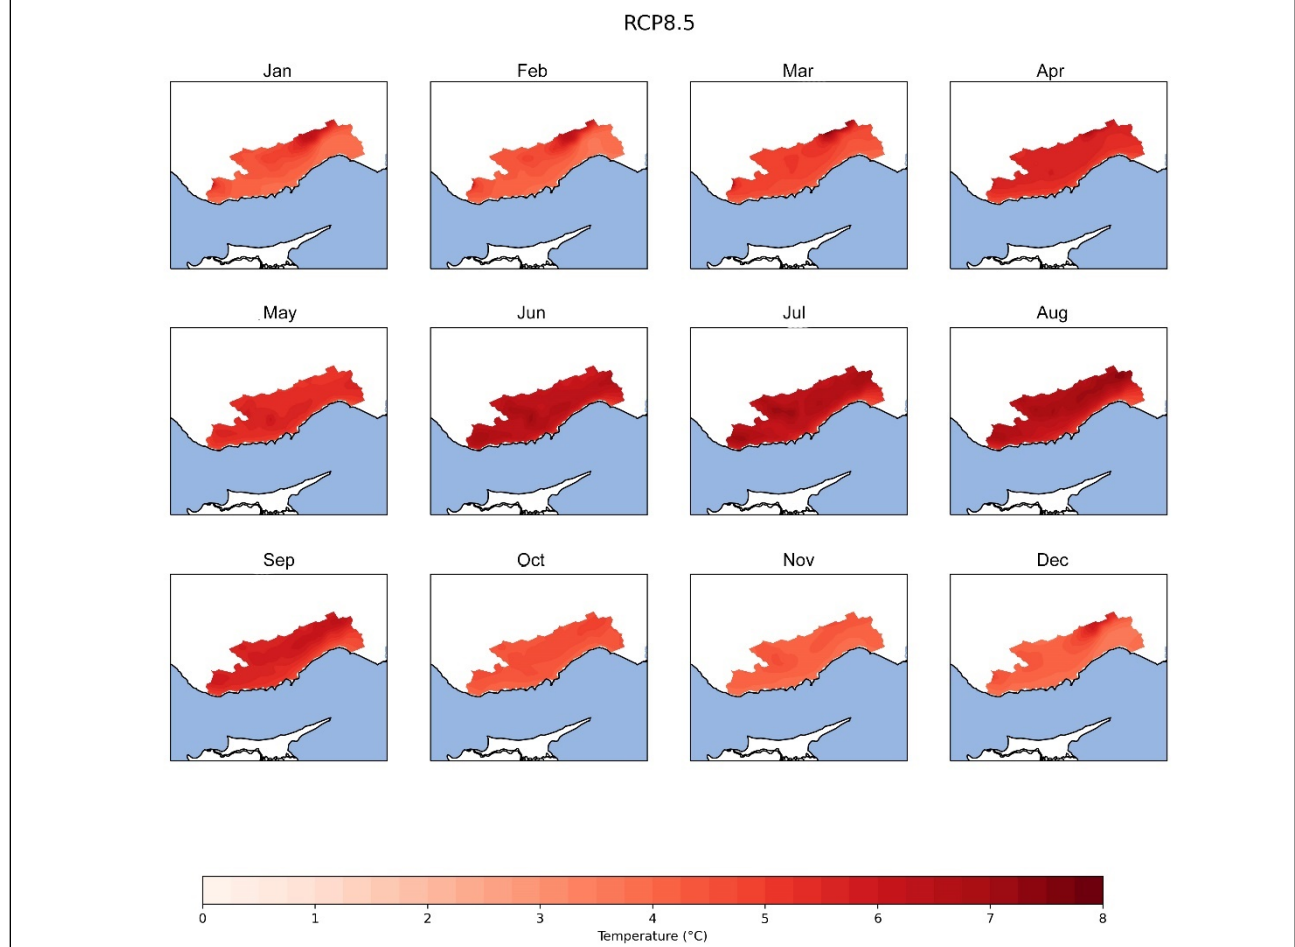 RCP8.5
Jan Feb Mar Apr
May Jun Jul Aug
Sep Oct Nov Dec
0 1 2 3 4 5 6 7 8
Temperature (°C)